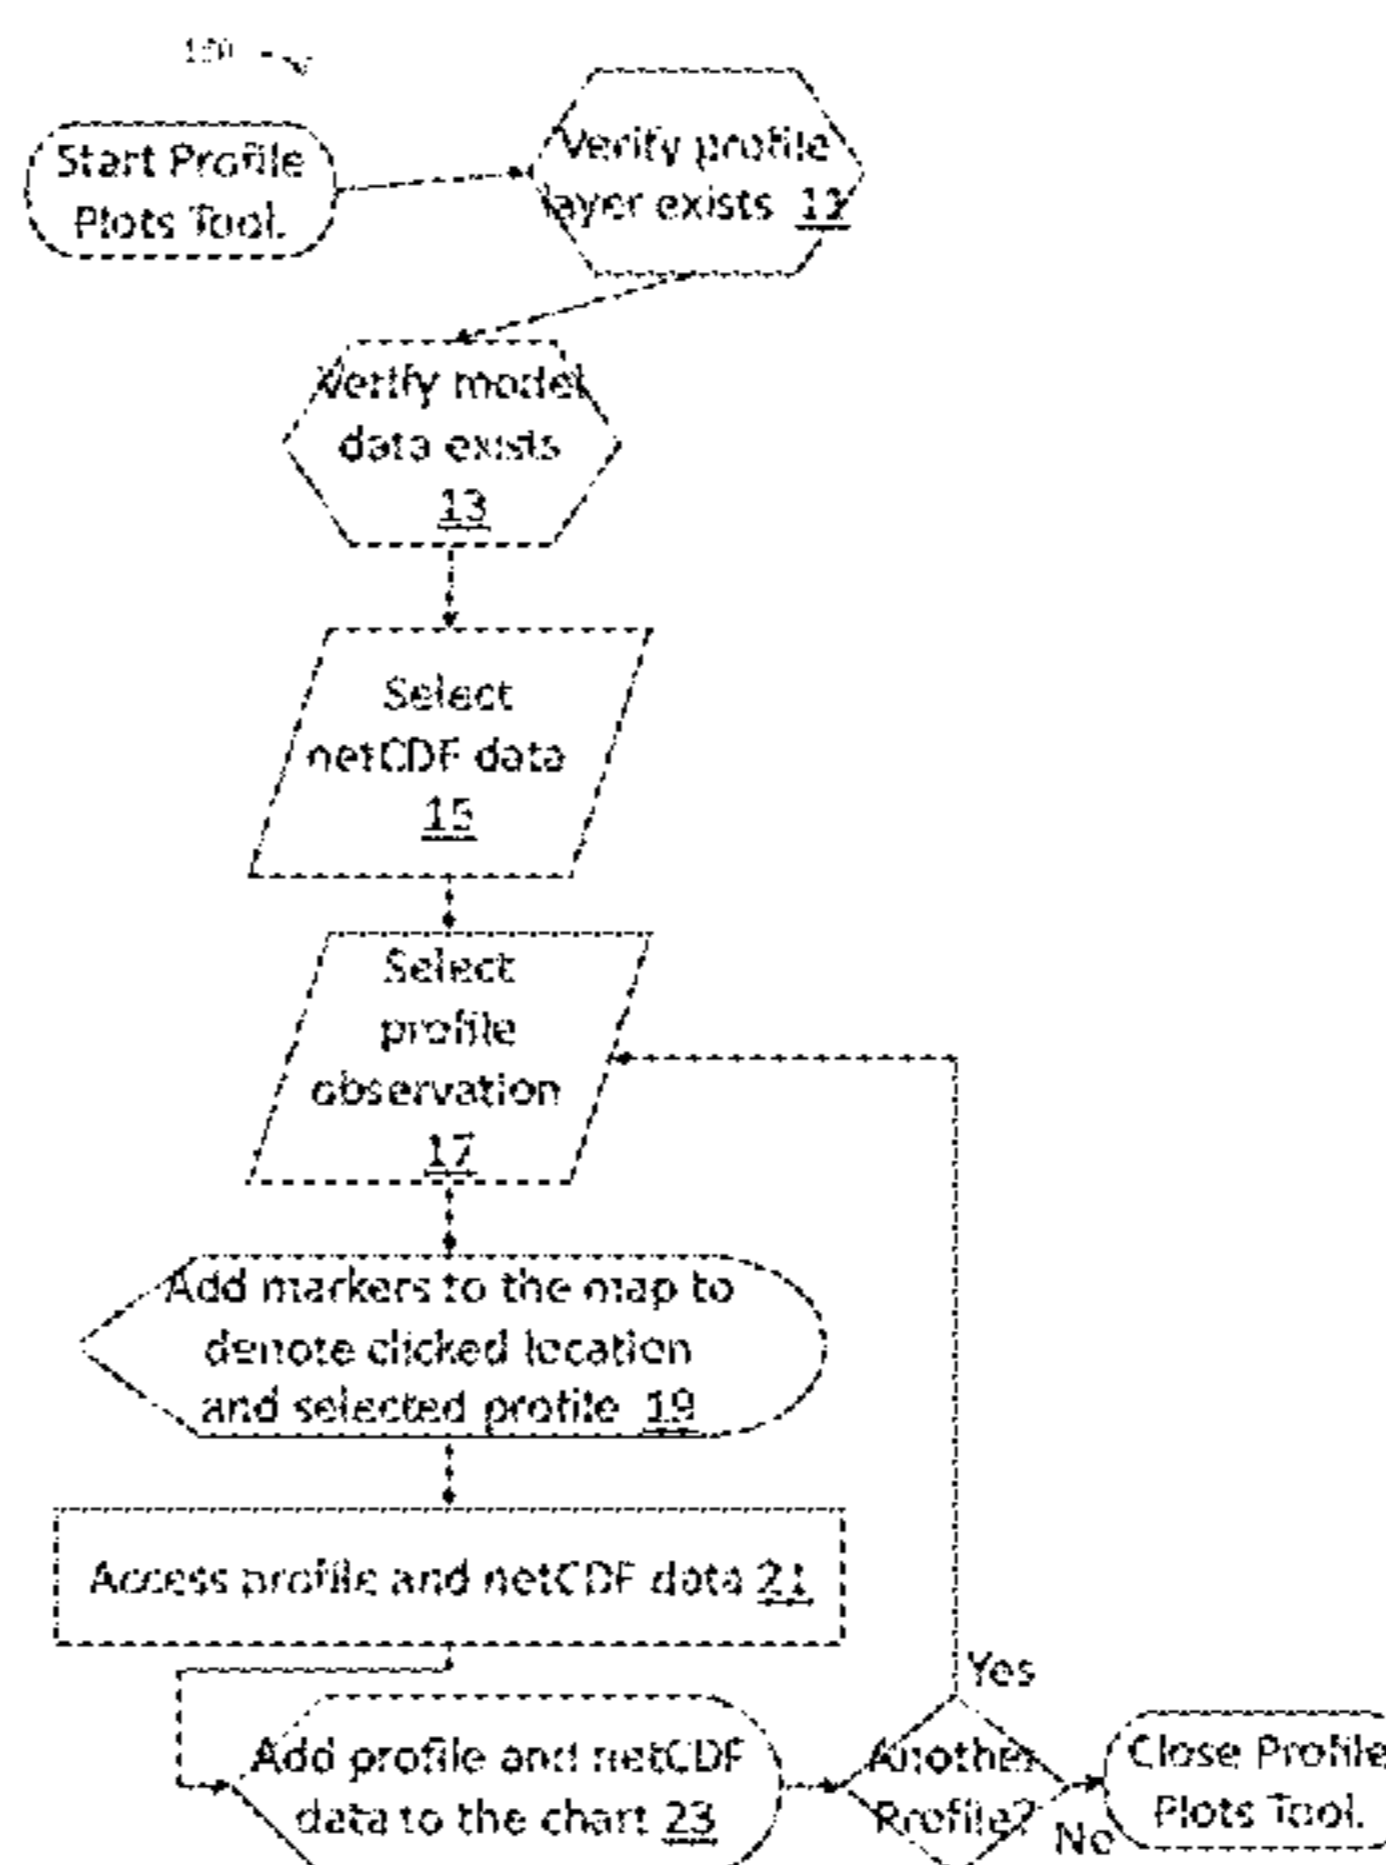 Start Profile
Plots Tool.
Verify profile
layer exists
Verify model
data exists
13
Select
netCDF data
15
Select
profile
observation
17
Add markers to the map to
denote clicked location
and selected profile 19
Access profile and netCDF data 21
Add profile and netCDF
data to the chart 23
Another
Profile?
Yes
No
Close Profile
Plots Tool.